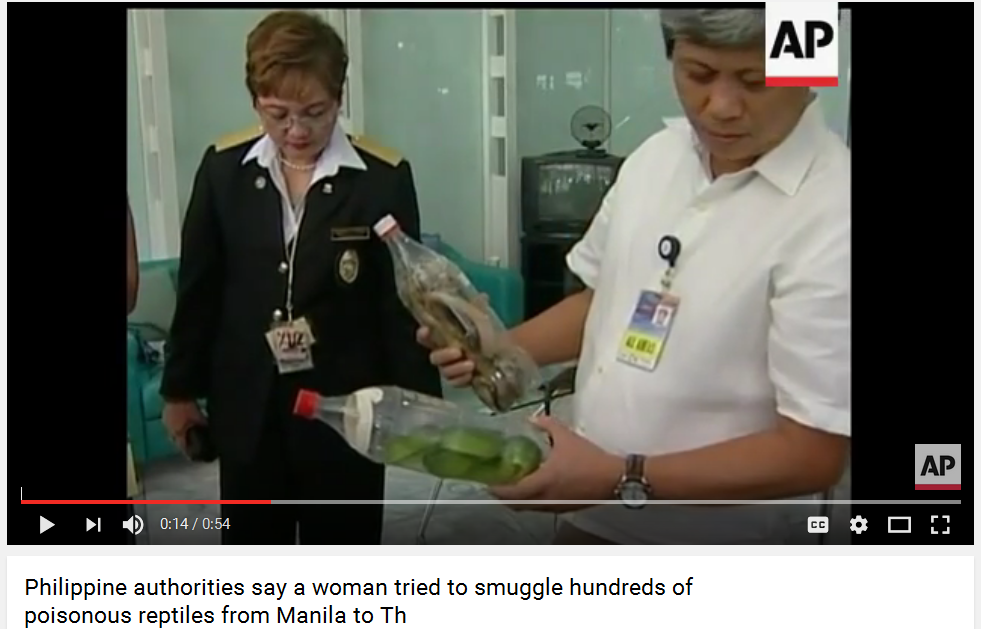 AP
AP
0:14 / 0:54
CC
Philippine authorities say a woman tried to smuggle hundreds of
poisonous reptiles from Manila to Th